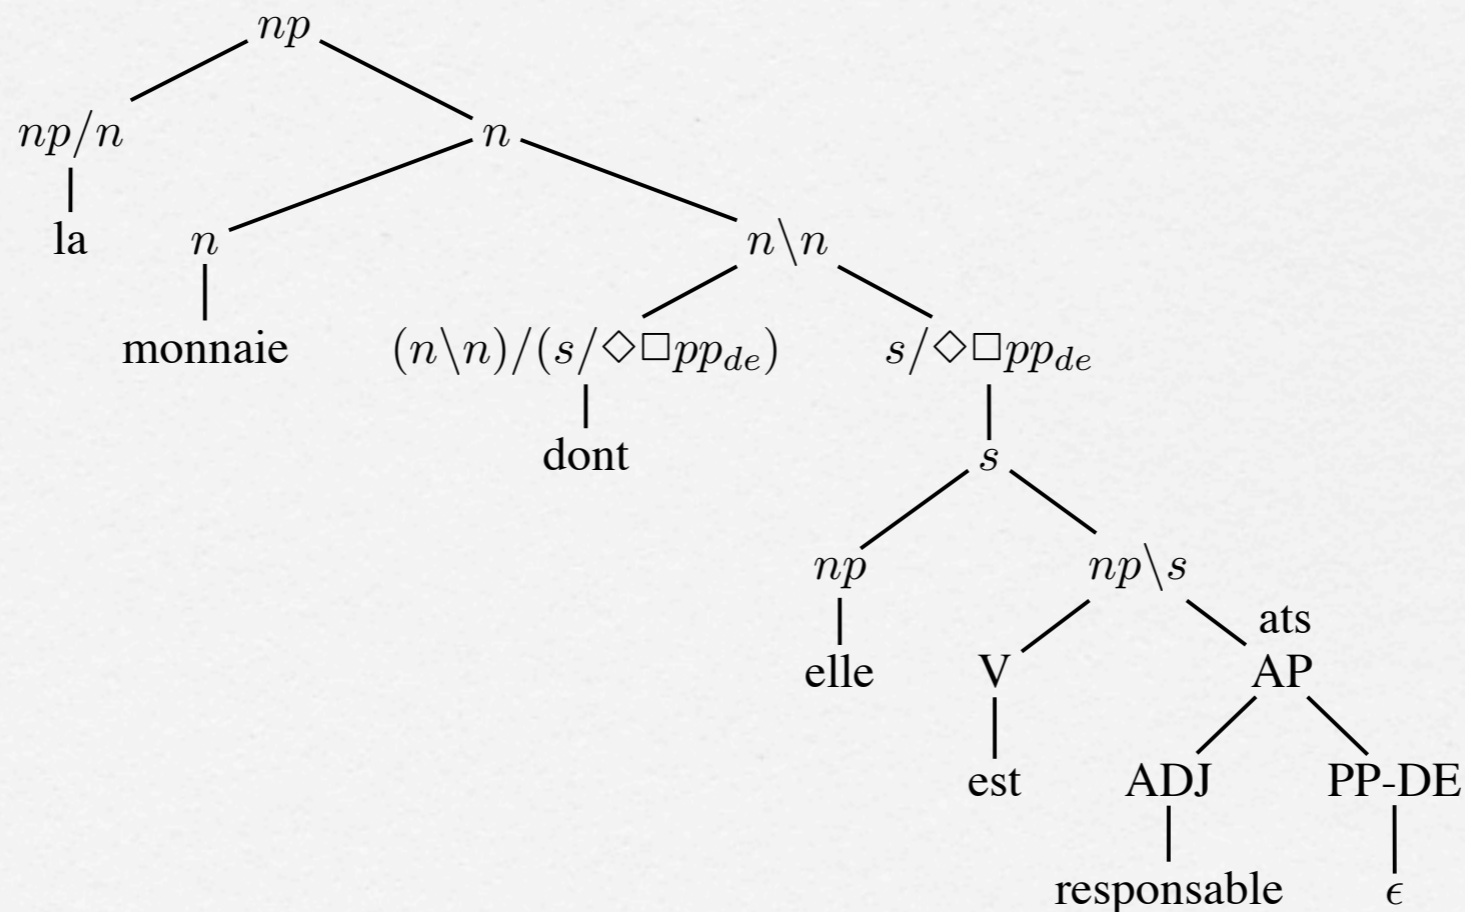 np
np/n n
la n n\n
monnaie (n\n)/(s/◇□pp_de) s/◇□pp_de
dont s
np np\s
ats
elle V AP
est ADJ PP-DE
responsable ϵ